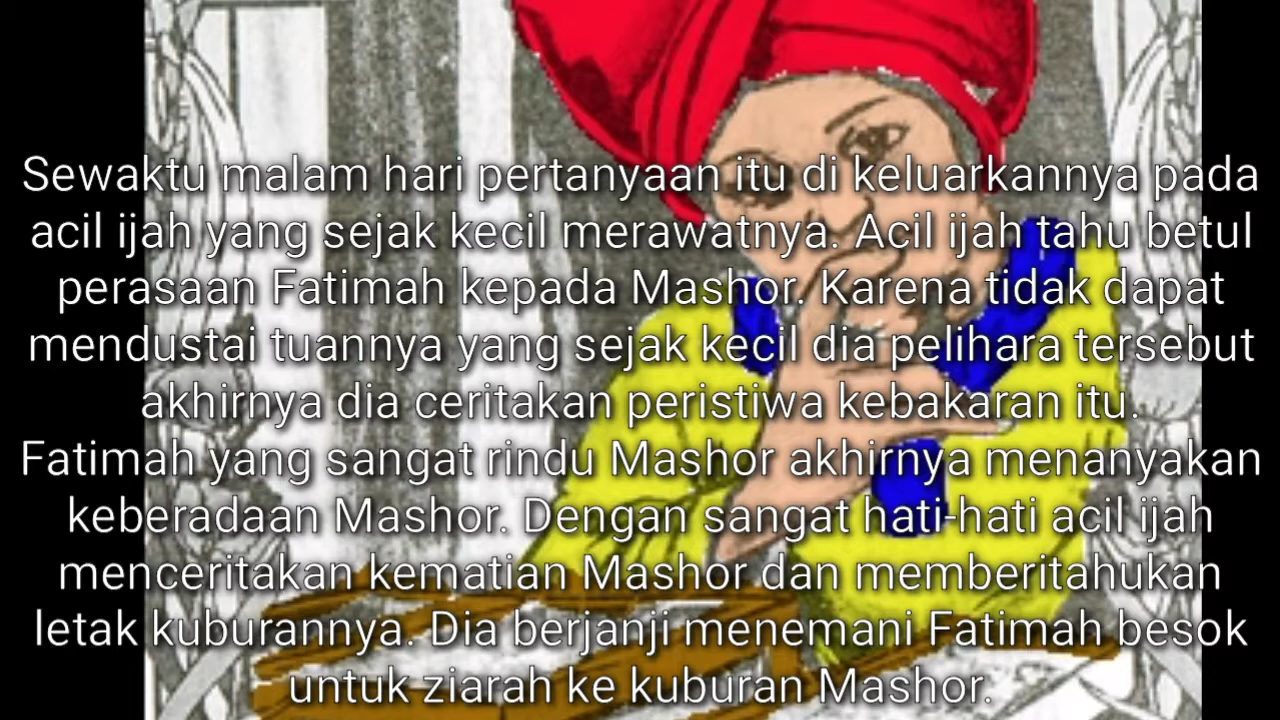 Sewaktu malam hari pertanyaan itu di keluarkannya pada
acil ijah yang sejak kecil merawatnya. Acil ijah tahu betul
perasaan Fatimah kepada Mashor. Karena tidak dapat
mendustai tuannya yang sejak kecil dia pelihara tersebut
akhirnya dia ceritakan peristiwa kebakaran itu.
Fatimah yang sangat rindu Mashor akhirnya menanyakan
keberadaan Mashor. Dengan sangat hati-hati acil ijah
menceritakan kematian Mashor dan memberitahukan
letak kuburannya. Dia berjanji menemani Fatimah besok
untuk ziarah ke kuburan Mashor.